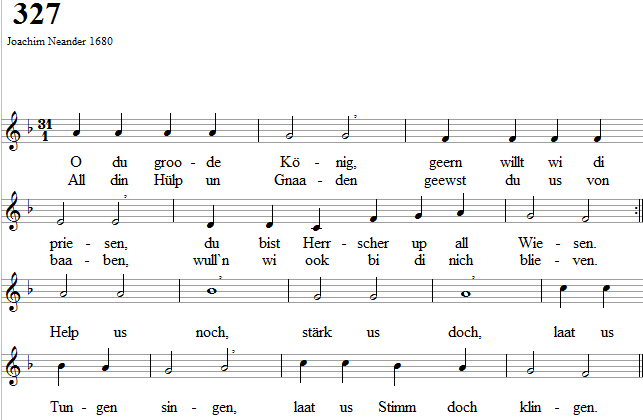 327
Joachim Neander 1680
31
1
O du groo - de Kö - nig, geern willt wi di
All din Hülp un Gnaa - den geewst du us von
prie - sen, du bist Herr - scher up all Wie - sen.
baa - ben, wull`n wi ook bi di nich blie - ven.
Help us noch, stärk us doch, laat us
Tun - gen sin - gen, laat us Stimm doch klin - gen.